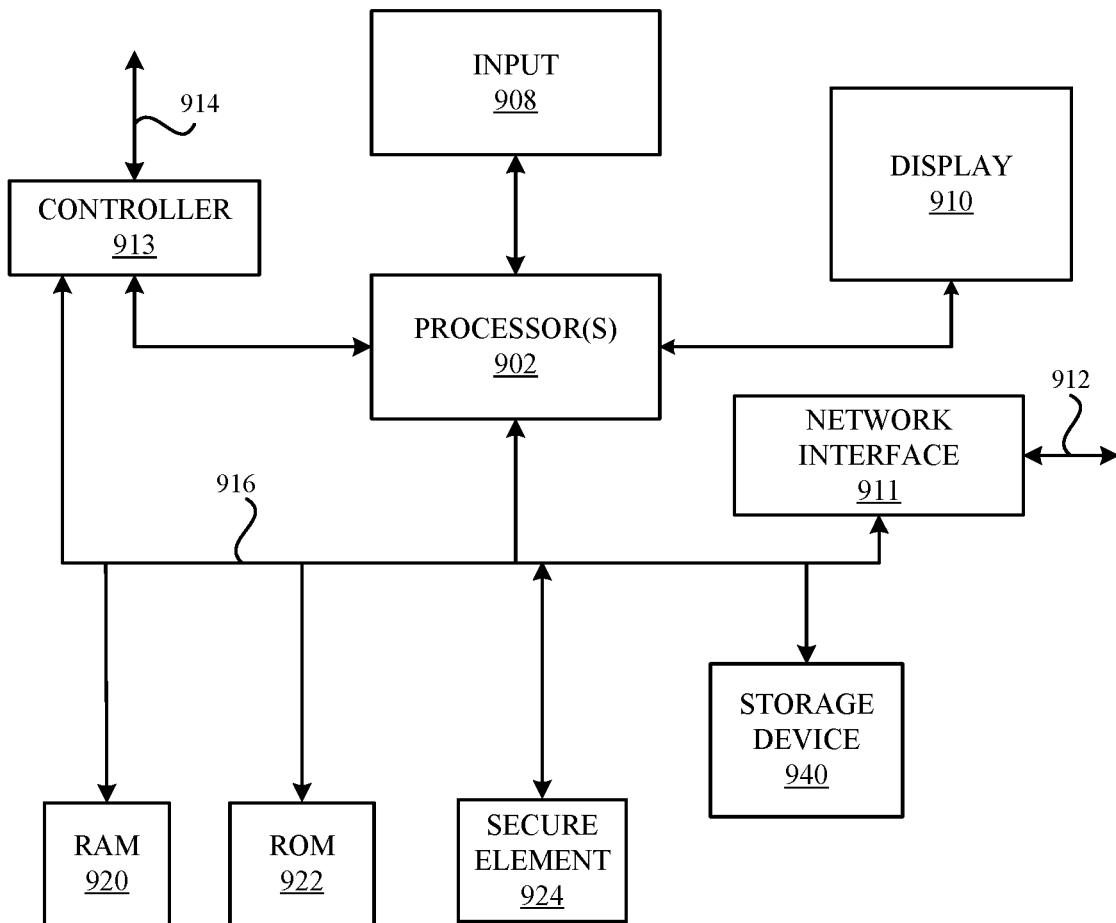 INPUT
908
914
DISPLAY
910
CONTROLLER
913
PROCESSOR(S)
902
912
NETWORK
INTERFACE
911
916
STORAGE
DEVICE
940
RAM
920
ROM
922
SECURE
ELEMENT
924